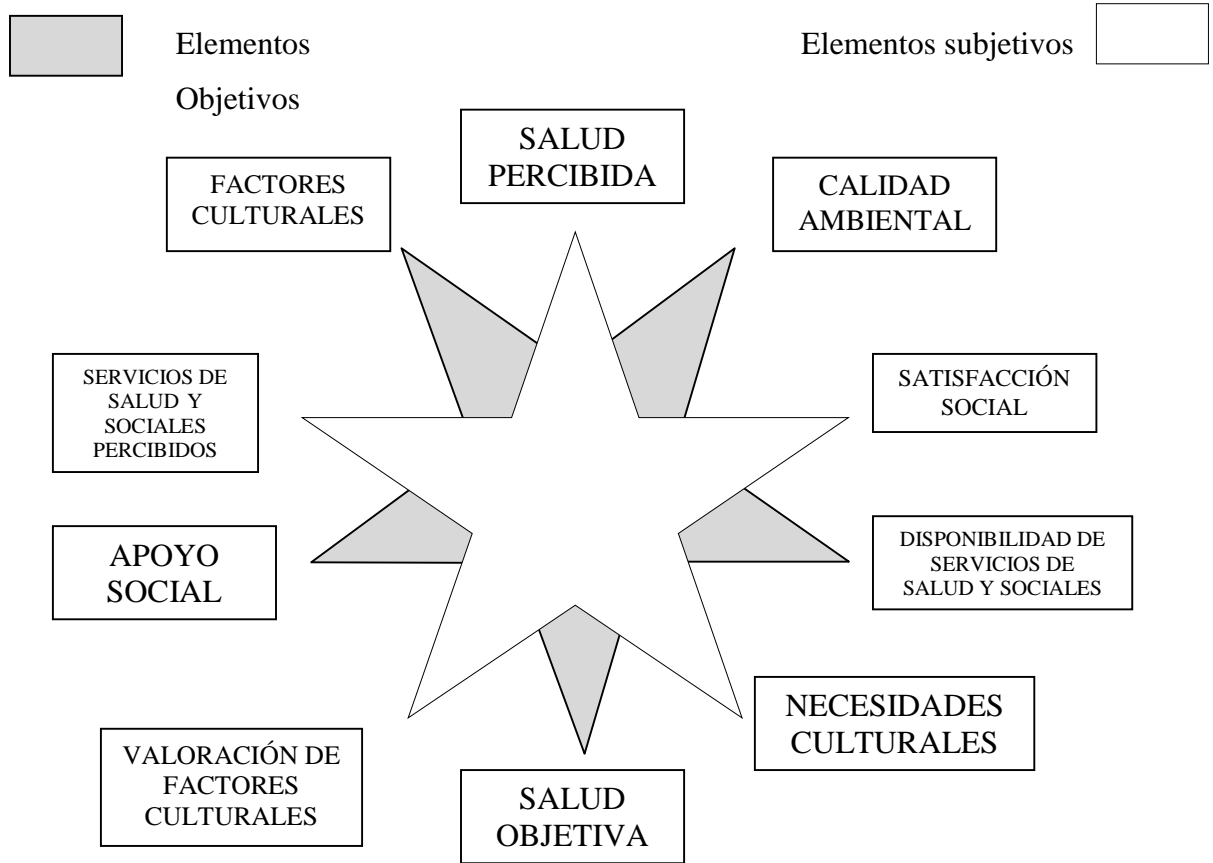 Elementos
Objetivos
Elementos subjetivos
SALUD
PERCIBIDA
FACTORES
CULTURALES
CALIDAD
AMBIENTAL
SERVICIOS DE
SALUD Y
SOCIALES
PERCIBIDOS
SATISFACCIÓN
SOCIAL
APOYO
SOCIAL
DISPONIBILIDAD DE
SERVICIOS DE
SALUD Y SOCIALES
VALORACIÓN DE
FACTORES
CULTURALES
SALUD
OBJETIVA
NECESIDADES
CULTURALES